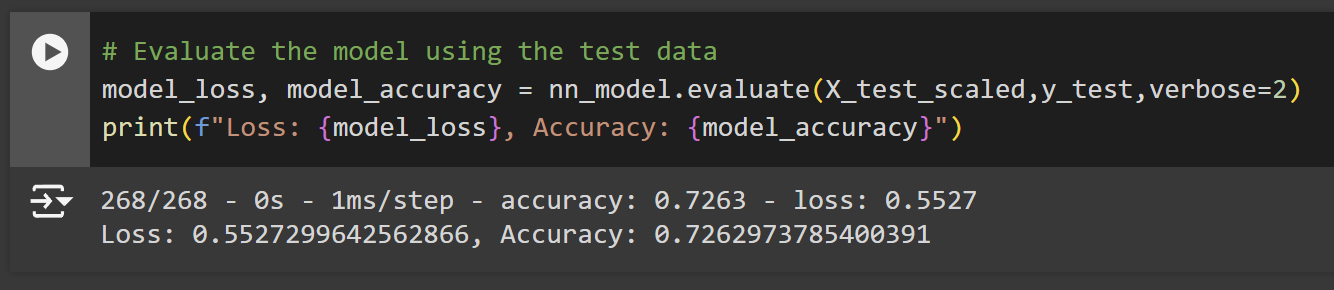 # Evaluate the model using the test data
model_loss, model_accuracy = nn_model.evaluate(X_test_scaled,y_test,verbose=2)
print(f"Loss: {model_loss}, Accuracy: {model_accuracy}")
268/268 - 0s - 1ms/step - accuracy: 0.7263 - loss: 0.5527
Loss: 0.5527299642562866, Accuracy: 0.7262973785400391